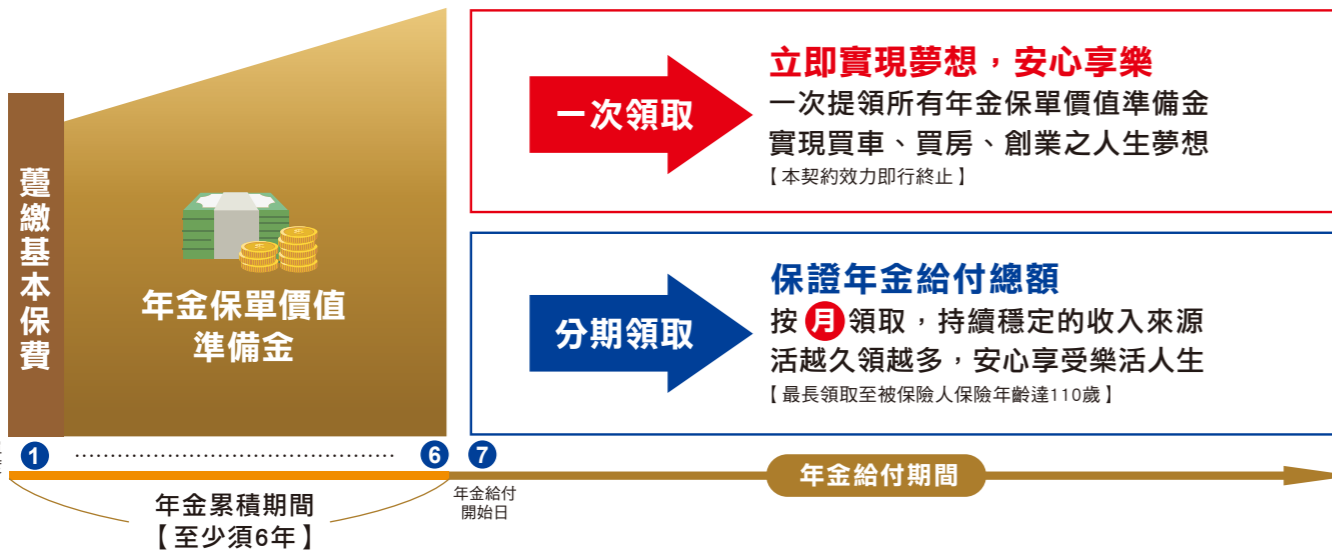 躉繳基本保費
年金保單價值
準備金
一次領取
立即實現夢想，安心享樂
一次提領所有年金保單價值準備金
實現買車、買房、創業之人生夢想
【本契約效力即行終止】
分期領取
保證年金給付總額
按月領取，持續穩定的收入來源
活越久領越多，安心享受樂活人生
【最長領取至被保險人保險年齡達110歲】
1 ⋯⋯⋯⋯⋯⋯⋯⋯ 6 7
年金累積期間
【至少須6年】
年金給付
開始日
年金給付期間